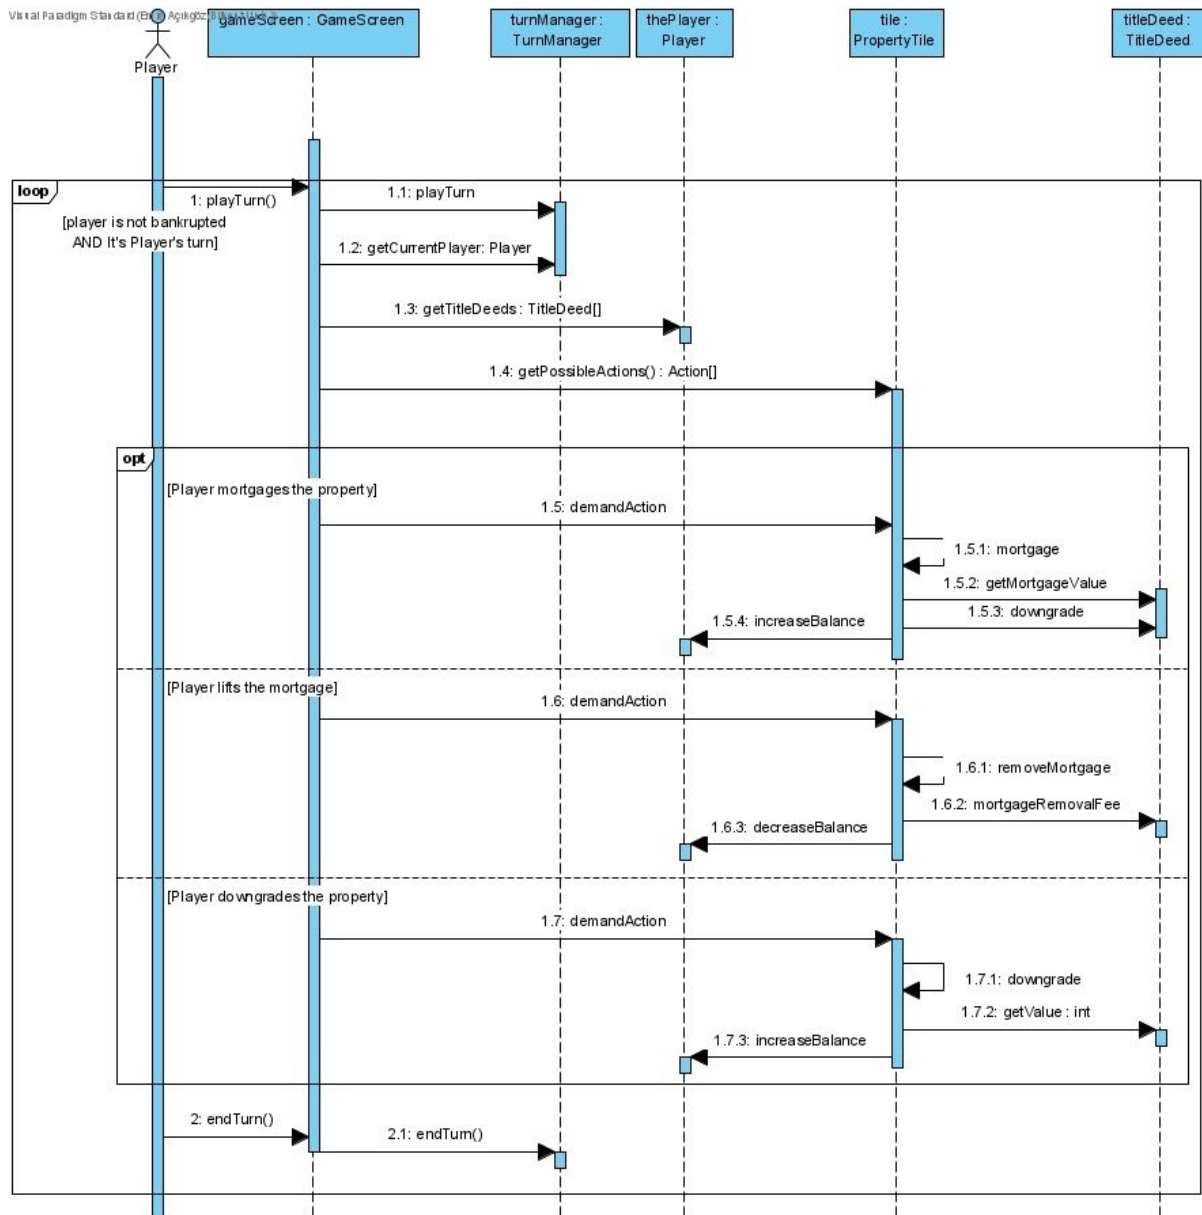 Visual Paradigm Standard
gameScreen : GameScreen
turnManager :
TurnManager
thePlayer :
Player
tile :
PropertyTile
titleDeed :
TitleDeed
Player
loop
1: playTurn()
[player is not bankrupted
AND It's Player's turn]
1.1: playTurn
1.2: getCurrentPlayer: Player
1.3: getTitleDeeds : TitleDeed[]
1.4: getPossibleActions() : Action[]
opt
[Player mortgages the property]
1.5: demandAction
1.5.1: mortgage
1.5.2: getMortgageValue
1.5.3: downgrade
1.5.4: increaseBalance
[Player lifts the mortgage]
1.6: demandAction
1.6.1: removeMortgage
1.6.2: mortgageRemovalFee
1.6.3: decreaseBalance
[Player downgrades the property]
1.7: demandAction
1.7.1: downgrade
1.7.2: getValue : int
1.7.3: increaseBalance
2: endTurn()
2.1: endTurn()